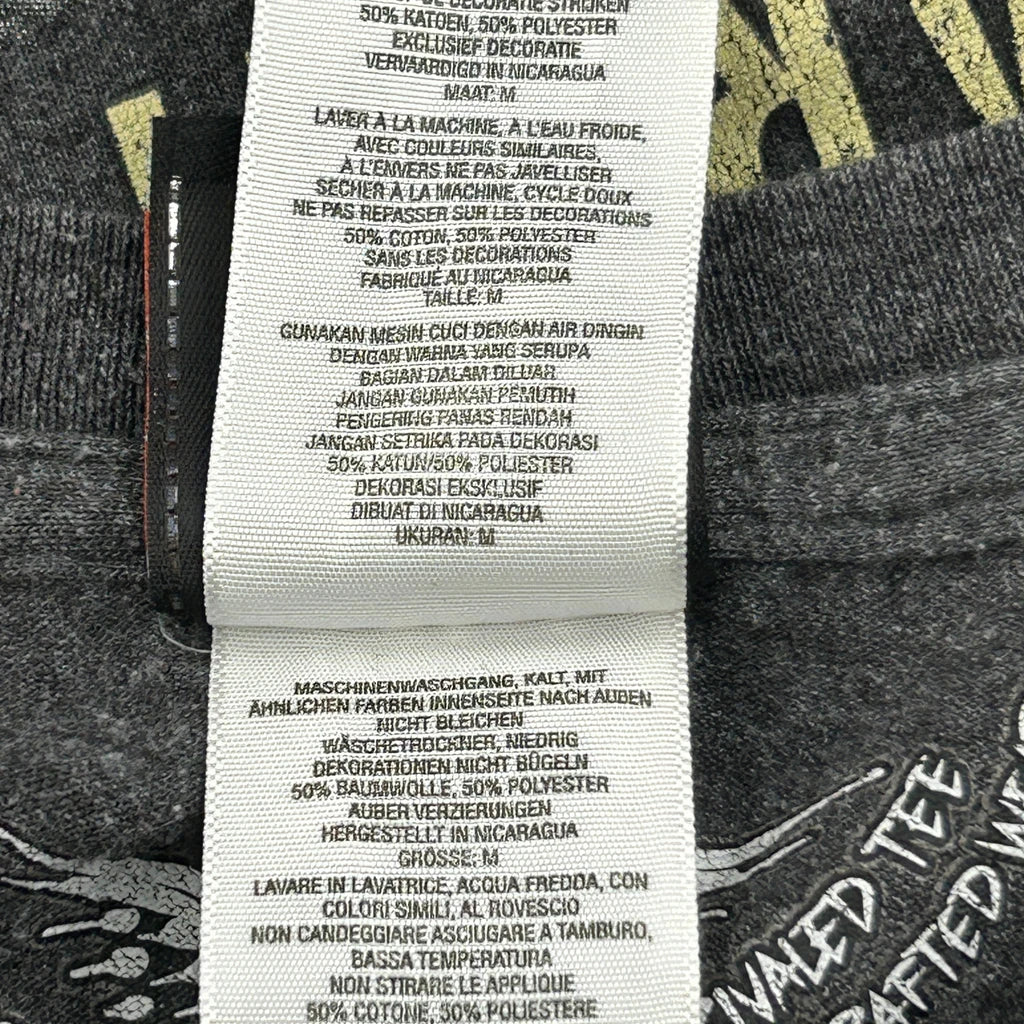 DECORATIE STRIJKEN
50% KATOEN, 50% POLYESTER
EXCLUSIEF DECORATIE
VERVAARDIGD IN NICARAGUA
MAAT: M
LAVER À LA MACHINE, À L'EAU FROIDE,
AVEC COULEURS SIMILAIRES,
À L'ENVERS NE PAS JAVELLISER
SÉCHER À LA MACHINE, CYCLE DOUX
NE PAS REPASSER SUR LES DÉCORATIONS
50% COTON, 50% POLYESTER
SANS LES DÉCORATIONS
FABRIQUÉ AU NICARAGUA
TAILLE: M
GUNAKAN MESIN CUCI DENGAN AIR DINGIN
DENGAN WARNA YANG SERUPA
BAGIAN DALAM DILUAR
JANGAN GUNAKAN PEMUTIH
PENGERING PANAS RENDAH
JANGAN SETRIKA PADA DEKORASI
50% KATUN/50% POLIESTER
DEKORASI EKSKLUSIF
DIBUAT DI NICARAGUA
UKURAN: M
MASCHINENWASCHGANG, KALT, MIT
ÄHNLICHEN FARBEN INNENSEITE NACH AUBEN
NICHT BLEICHEN
WÄSCHETROCKNER, NIEDRIG
DEKORATIONEN NICHT BÜGELN
50% BAUMWOLLE, 50% POLYESTER
AUBER VERZIERUNGEN
HERGESTELLT IN NICARAGUA
GRÖSSE: M
LAVARE IN LAVATRICE, ACQUA FREDDA, CON
COLORI SIMILI, AL ROVESCIO
NON CANDEGGIARE ASCIUGARE A TAMBURO,
BASSA TEMPERATURA
NON STIRARE LE APPLIQUE
50% COTONE, 50% POLIESTERE
TEE